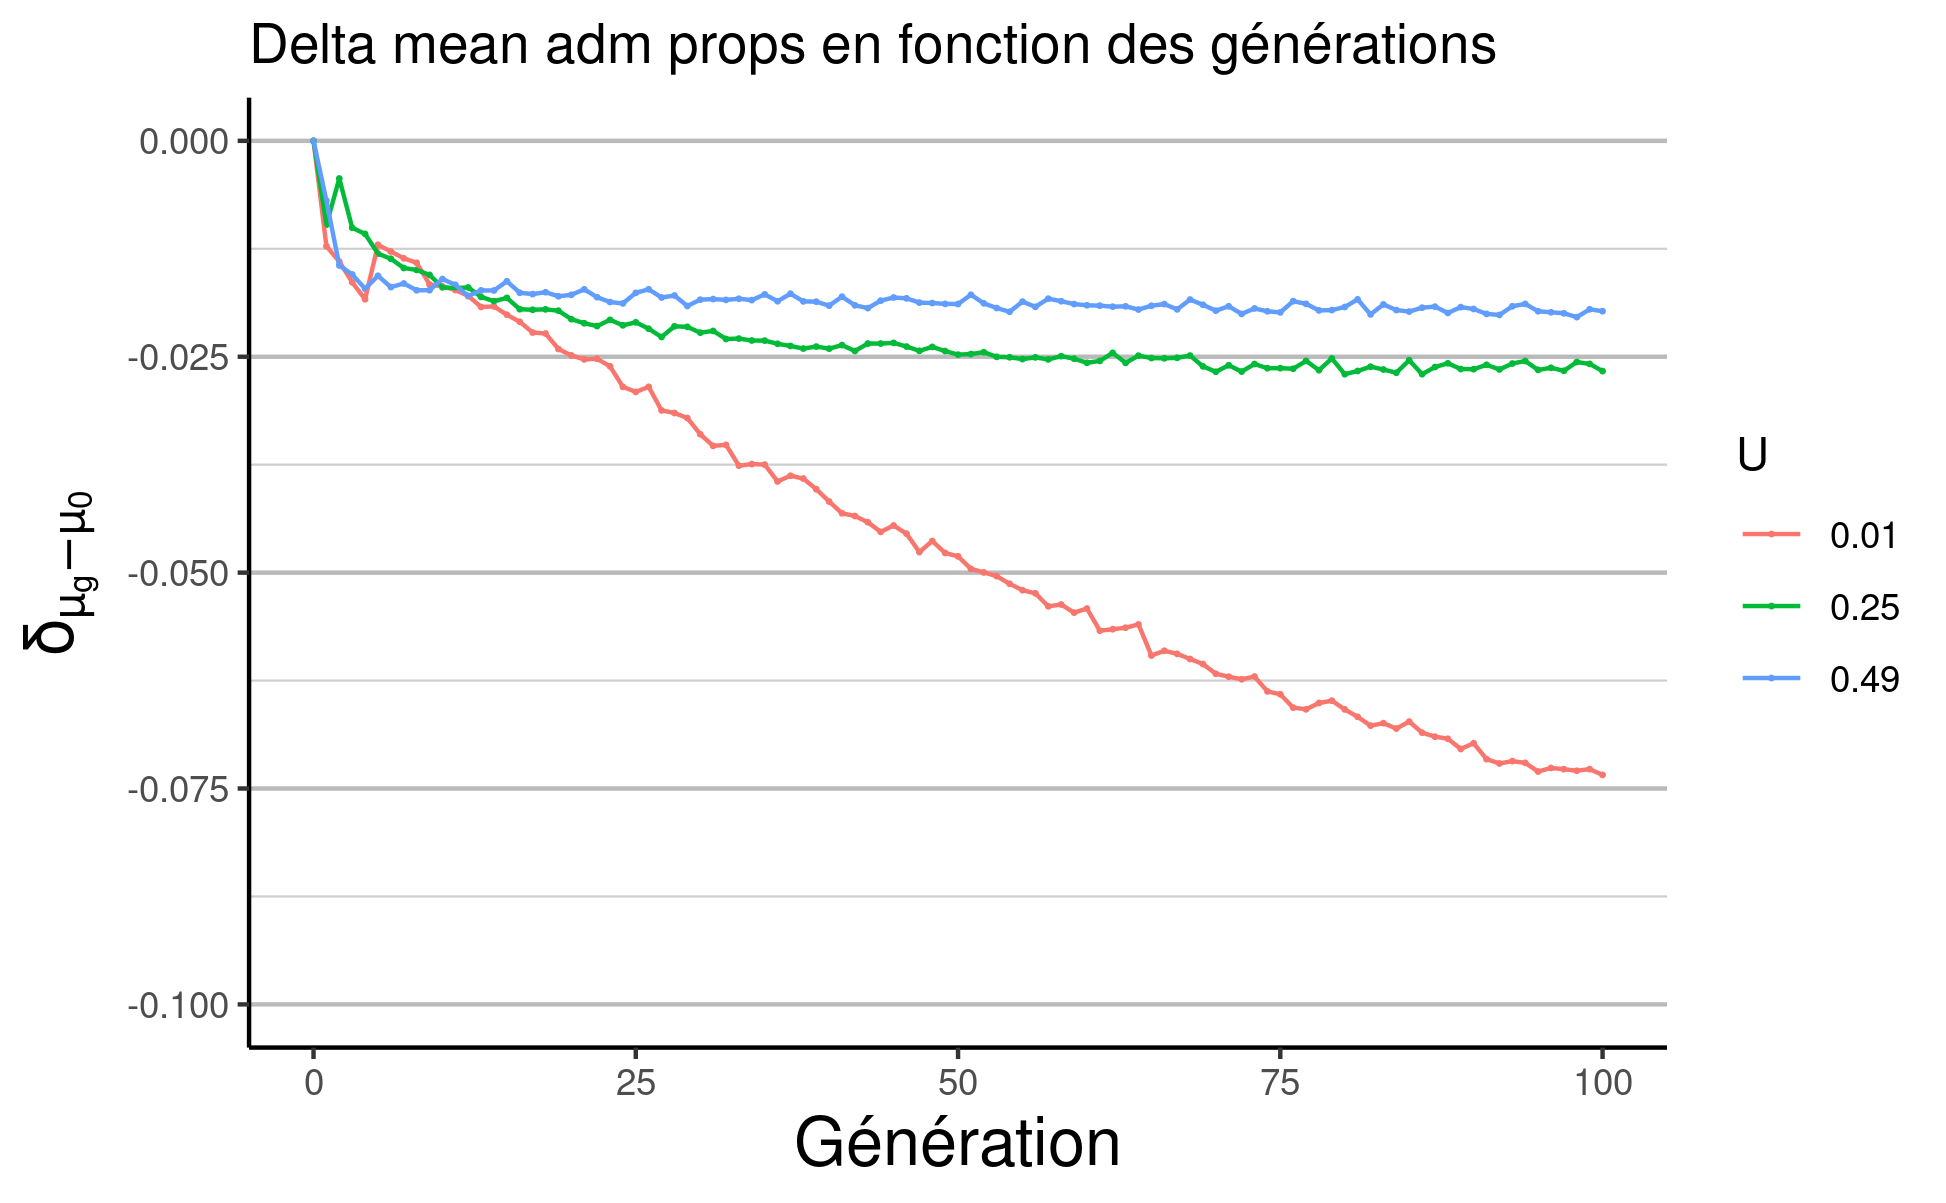 Delta mean adm props en fonction des générations
δμg−μ0
0.000
-0.025
-0.050
-0.075
-0.100
0 25 50 75 100
Génération
U
0.01
0.25
0.49